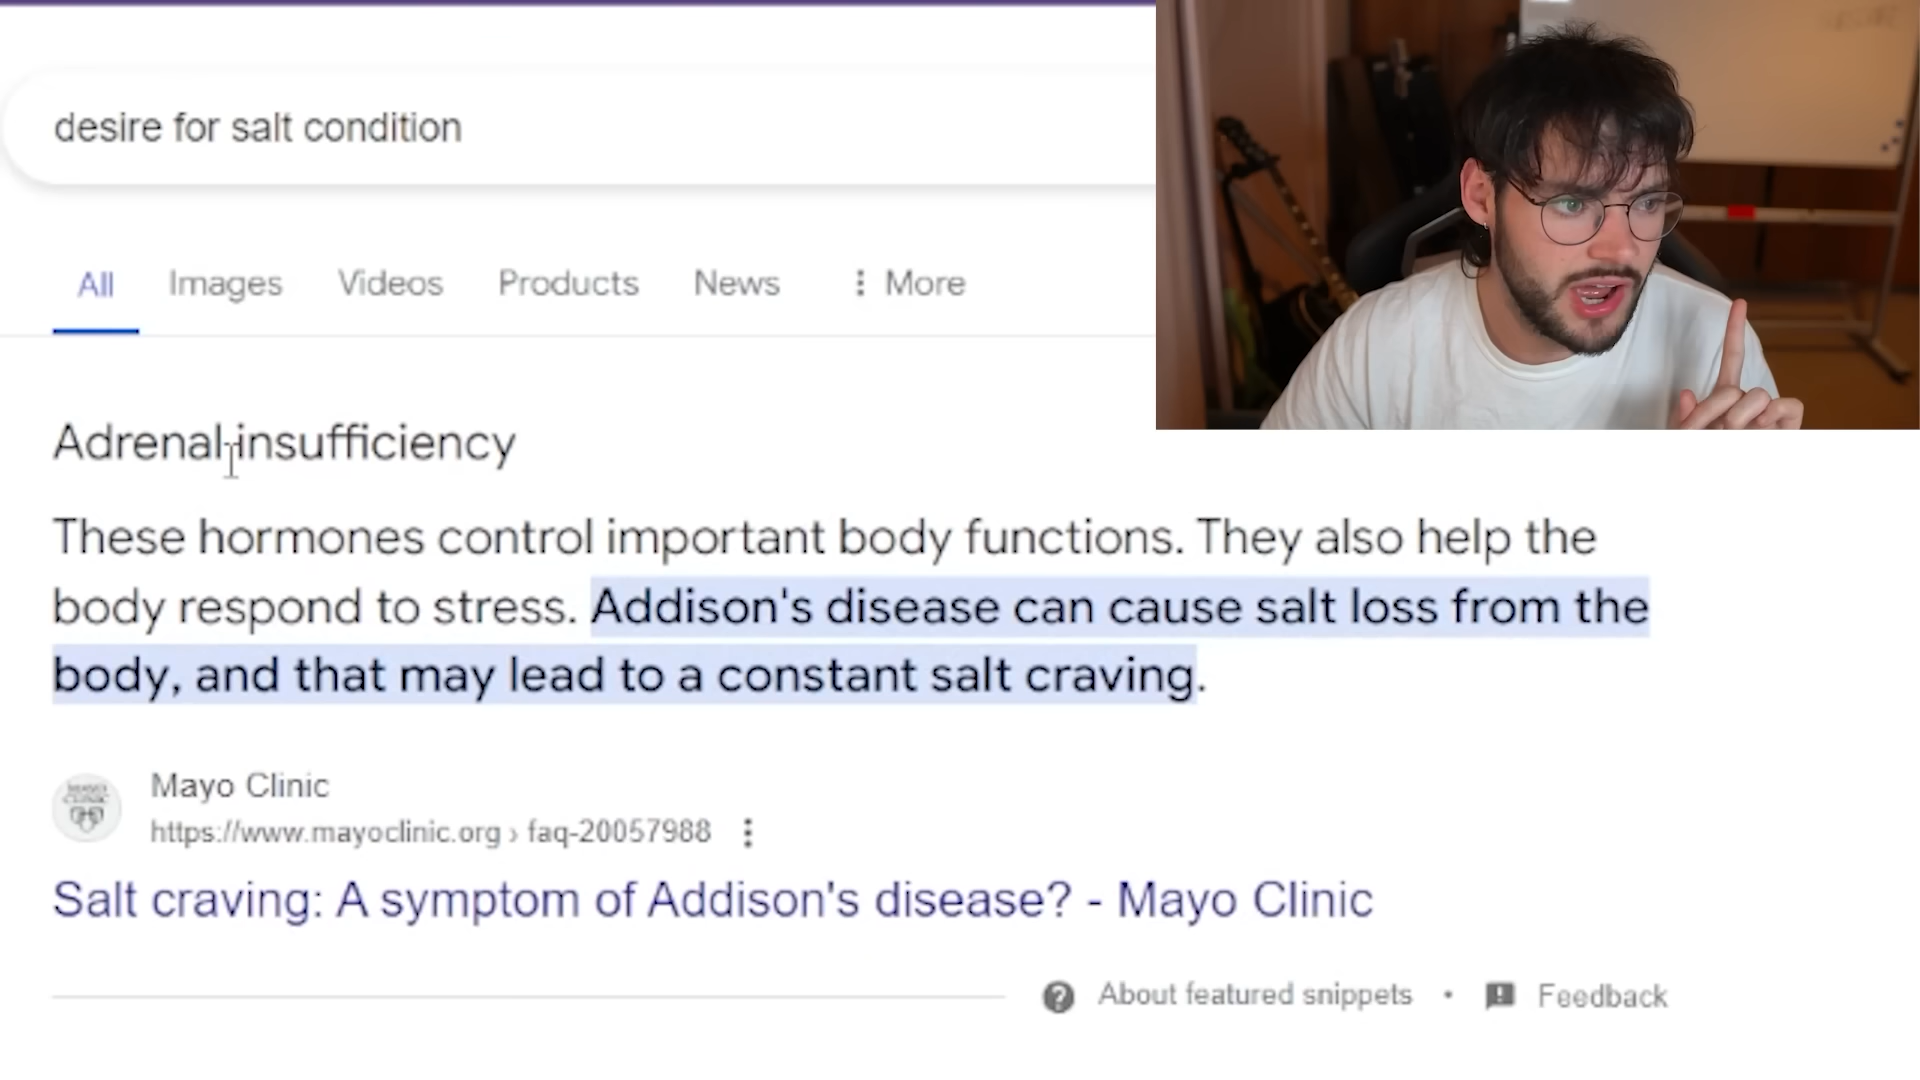 desire for salt condition
All Images Videos Products News More
Adrenal insufficiency
These hormones control important body functions. They also help the
body respond to stress. Addison's disease can cause salt loss from the
body, and that may lead to a constant salt craving.
Mayo Clinic
https://www.mayoclinic.org › faq-20057988
Salt craving: A symptom of Addison's disease? - Mayo Clinic
About featured snippets • Feedback